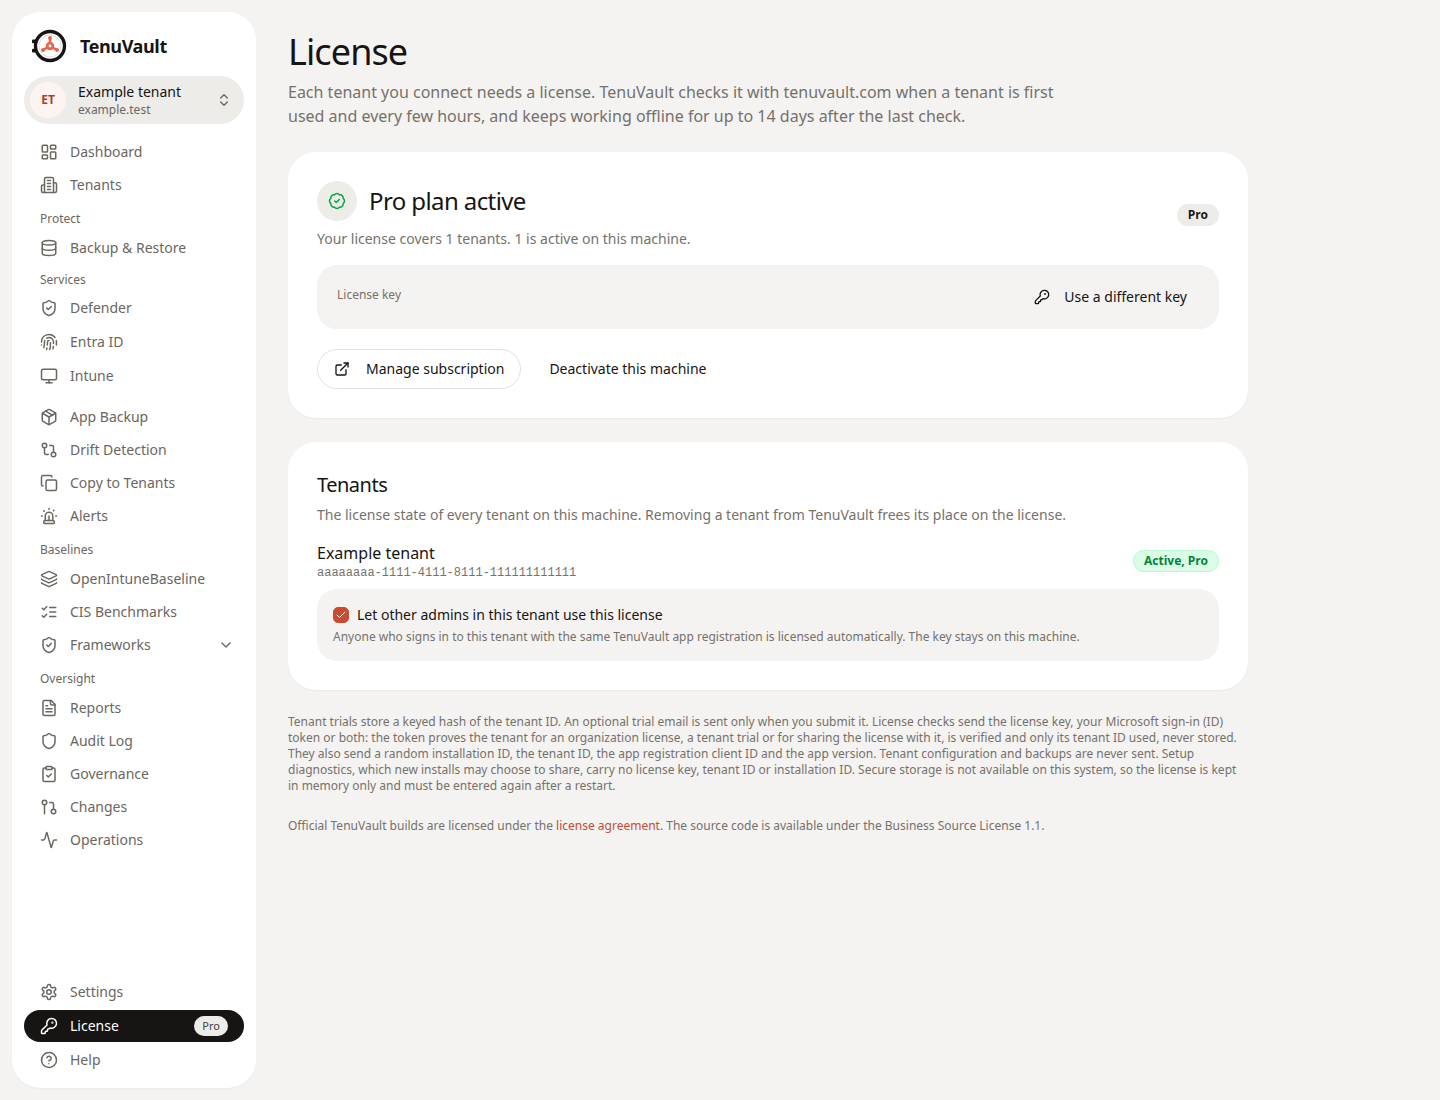 TenuVault
ET
Example tenant
example.test
Dashboard
Tenants
Protect
Backup & Restore
Services
Defender
Entra ID
Intune
App Backup
Drift Detection
Copy to Tenants
Alerts
Baselines
OpenIntuneBaseline
CIS Benchmarks
Frameworks
Oversight
Reports
Audit Log
Governance
Changes
Operations
Settings
License
Pro
Help
License
Each tenant you connect needs a license. TenuVault checks it with tenuvault.com when a tenant is first
used and every few hours, and keeps working offline for up to 14 days after the last check.
Pro plan active
Pro
Your license covers 1 tenants. 1 is active on this machine.
License key
Use a different key
Manage subscription
Deactivate this machine
Tenants
The license state of every tenant on this machine. Removing a tenant from TenuVault frees its place on the license.
Example tenant
aaaaaaaa-1111-4111-8111-111111111111
Active, Pro
Let other admins in this tenant use this license
Anyone who signs in to this tenant with the same TenuVault app registration is licensed automatically. The key stays on this machine.
Tenant trials store a keyed hash of the tenant ID. An optional trial email is sent only when you submit it. License checks send the license key, your Microsoft sign-in (ID)
token or both: the token proves the tenant for an organization license, a tenant trial or for sharing the license with it, is verified and only its tenant ID used, never stored.
They also send a random installation ID, the tenant ID, the app registration client ID and the app version. Tenant configuration and backups are never sent. Setup
diagnostics, which new installs may choose to share, carry no license key, tenant ID or installation ID. Secure storage is not available on this system, so the license is kept
in memory only and must be entered again after a restart.
Official TenuVault builds are licensed under the license agreement. The source code is available under the Business Source License 1.1.